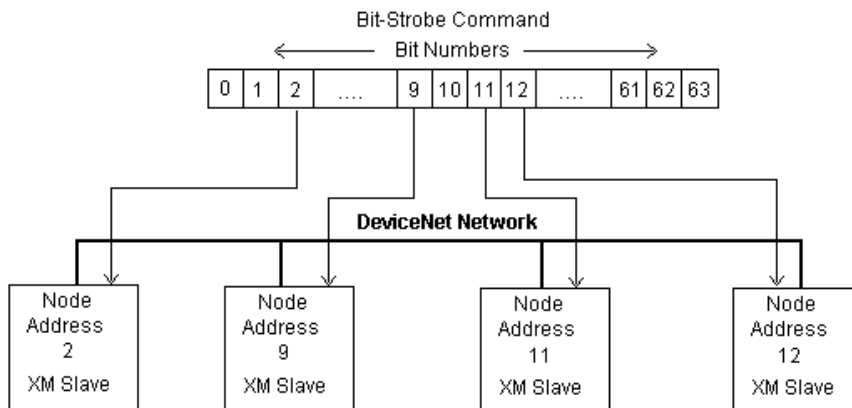 Bit-Strobe Command
Bit Numbers
0 1 2 .... 9 10 11 12 .... 61 62 63
DeviceNet Network
Node Address 2 XM Slave
Node Address 9 XM Slave
Node Address 11 XM Slave
Node Address 12 XM Slave